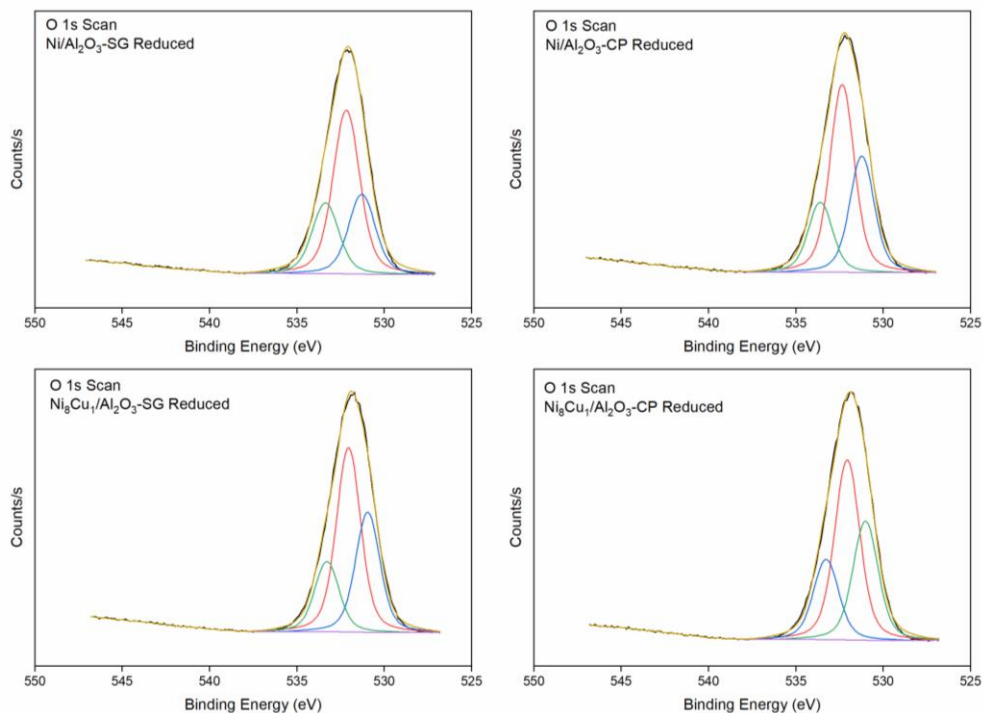 O 1s Scan
Ni/Al₂O₃-SG Reduced
Counts/s
550 545 540 535 530 525
Binding Energy (eV)
O 1s Scan
Ni/Al₂O₃-CP Reduced
Counts/s
550 545 540 535 530 525
Binding Energy (eV)
O 1s Scan
Ni₈Cu₁/Al₂O₃-SG Reduced
Counts/s
550 545 540 535 530 525
Binding Energy (eV)
O 1s Scan
Ni₈Cu₁/Al₂O₃-CP Reduced
Counts/s
550 545 540 535 530 525
Binding Energy (eV)